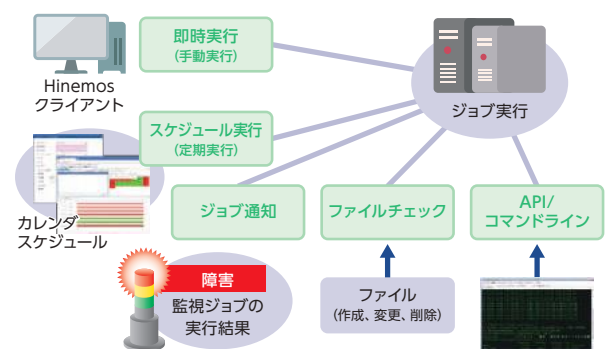 即時実行
(手動実行)
Hinemos
クライアント
ジョブ実行
スケジュール実行
(定期実行)
カレンダ
スケジュール
ジョブ通知
ファイルチェック
API/
コマンドライン
障害
監視ジョブの
実行結果
ファイル
(作成、変更、削除)